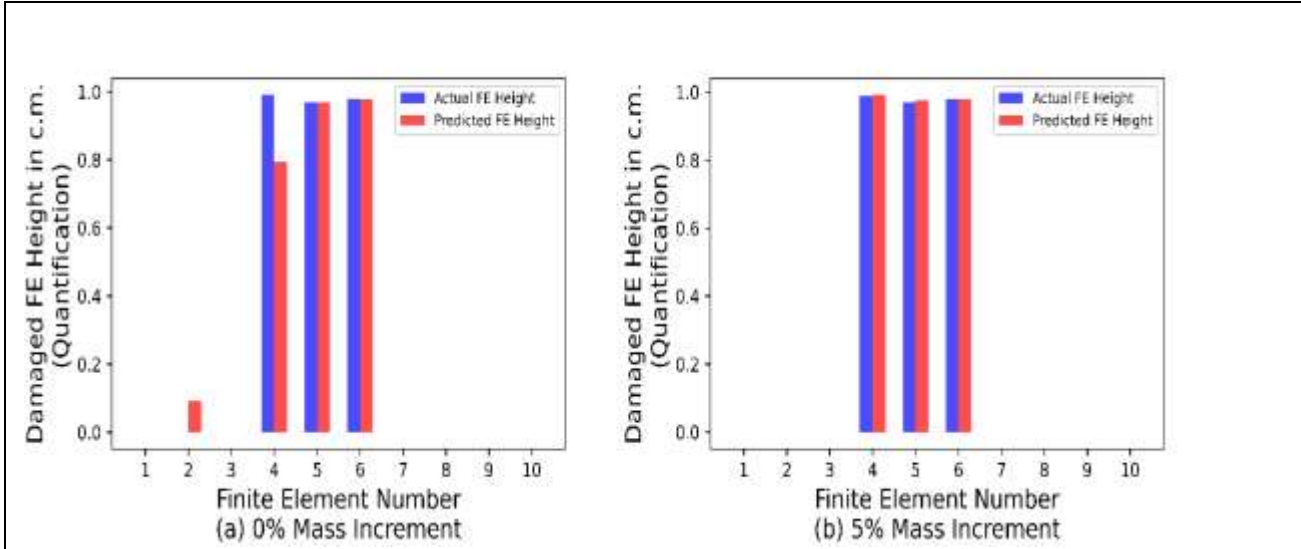 Damaged FE Height in c.m.
(Quantification)
1.0
0.8
0.6
0.4
0.2
0.0
Actual FE Height
Predicted FE Height
1 2 3 4 5 6 7 8 9 10
Finite Element Number
(a) 0% Mass Increment
Damaged FE Height in c.m.
(Quantification)
1.0
0.8
0.6
0.4
0.2
0.0
Actual FE Height
Predicted FE Height
1 2 3 4 5 6 7 8 9 10
Finite Element Number
(b) 5% Mass Increment